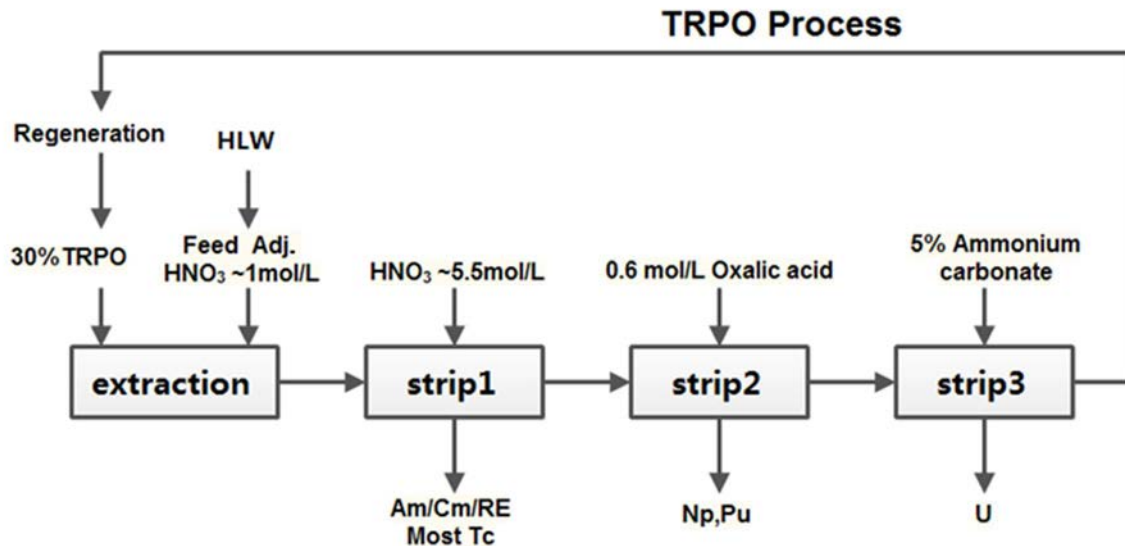 TRPO Process
Regeneration
HLW
30%TRPO
Feed Adj.
HNO₃ ~1mol/L
HNO₃ ~5.5mol/L
0.6 mol/L Oxalic acid
5% Ammonium
carbonate
extraction
strip1
strip2
strip3
Am/Cm/RE
Most Tc
Np,Pu
U